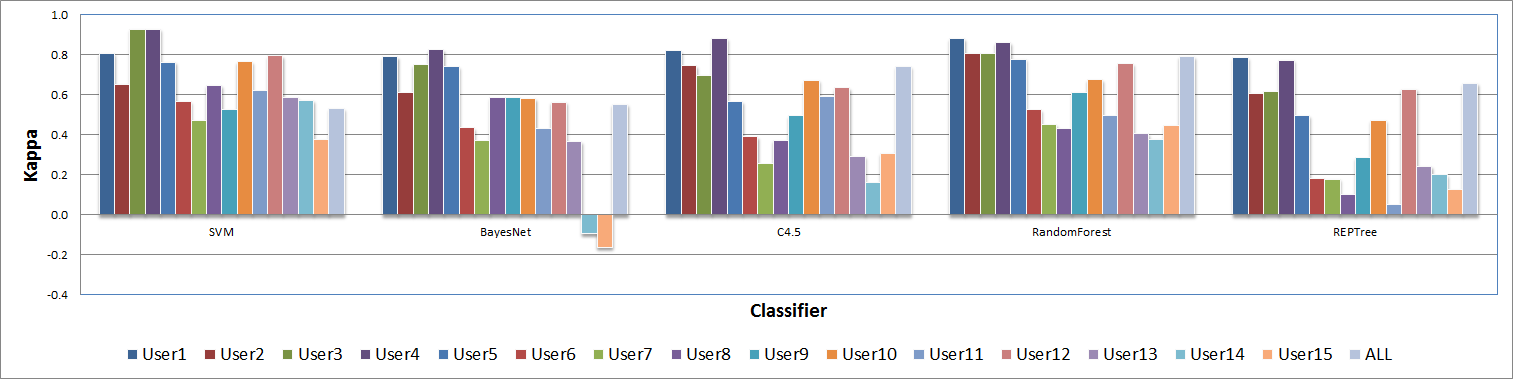 1.0
0.8
0.6
0.4
0.2
0.0
-0.2
-0.4
Kappa
SVM BayesNet C4.5 RandomForest REPTree
Classifier
User1 User2 User3 User4 User5 User6 User7 User8 User9 User10 User11 User12 User13 User14 User15 ALL